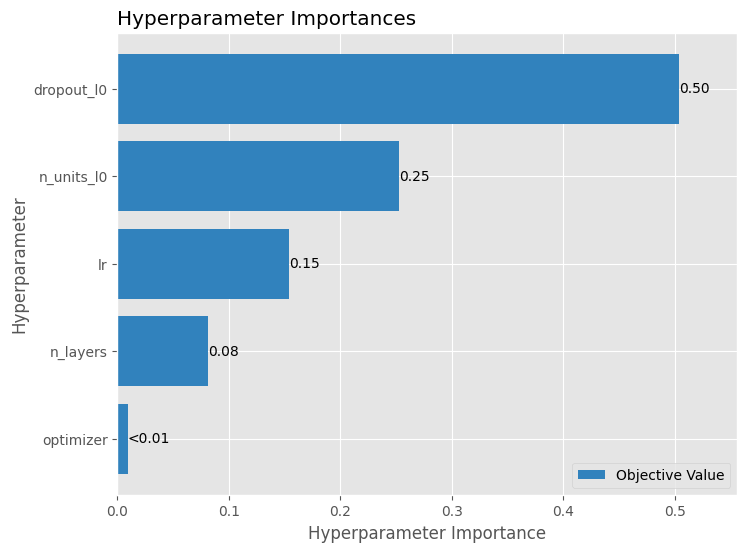 Hyperparameter Importances
Hyperparameter
dropout_l0
0.50
n_units_l0
0.25
lr
0.15
n_layers
0.08
optimizer
<0.01
Objective Value
0.0 0.1 0.2 0.3 0.4 0.5
Hyperparameter Importance